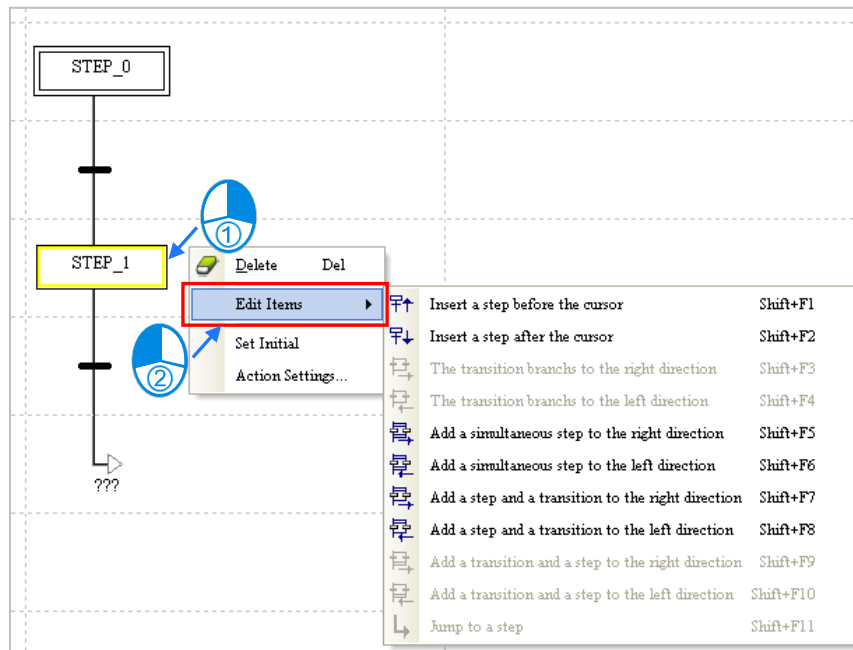 STEP_0
①
STEP_1
Delete Del
Edit Items
Insert a step before the cursor Shift+F1
②
Set Initial
Insert a step after the cursor Shift+F2
Action Settings...
The transition branchs to the right direction Shift+F3
The transition branchs to the left direction Shift+F4
Add a simultaneous step to the right direction Shift+F5
Add a simultaneous step to the left direction Shift+F6
???
Add a step and a transition to the right direction Shift+F7
Add a step and a transition to the left direction Shift+F8
Add a transition and a step to the right direction Shift+F9
Add a transition and a step to the left direction Shift+F10
Jump to a step Shift+F11